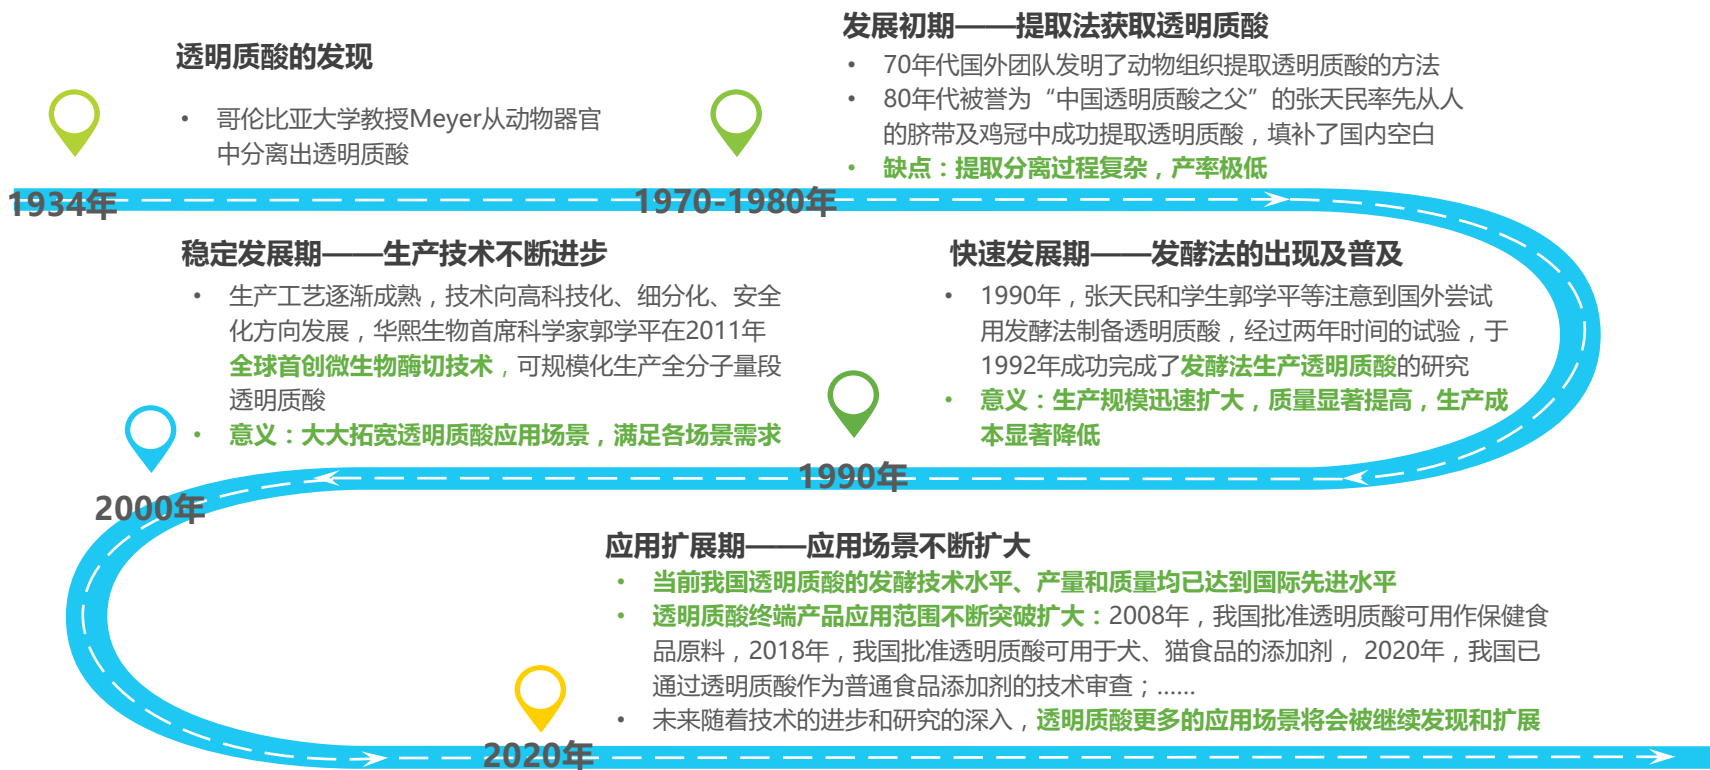 透明质酸的发现
• 哥伦比亚大学教授Meyer从动物器官
中分离出透明质酸
1934年
发展初期——提取法获取透明质酸
• 70年代国外团队发明了动物组织提取透明质酸的方法
• 80年代被誉为“中国透明质酸之父”的张天民率先从人
的脐带及鸡冠中成功提取透明质酸，填补了国内空白
• 缺点：提取分离过程复杂，产率极低
1970-1980年
快速发展期——发酵法的出现及普及
• 1990年，张天民和学生郭学平等注意到国外尝试
用发酵法制备透明质酸，经过两年时间的试验，于
1992年成功完成了发酵法生产透明质酸的研究
• 意义：生产规模迅速扩大，质量显著提高，生产成
本显著降低
1990年
稳定发展期——生产技术不断进步
• 生产工艺逐渐成熟，技术向高科技化、细分化、安全
化方向发展，华熙生物首席科学家郭学平在2011年
全球首创微生物酶切技术，可规模化生产全分子量段
透明质酸
• 意义：大大拓宽透明质酸应用场景，满足各场景需求
2000年
应用扩展期——应用场景不断扩大
• 当前我国透明质酸的发酵技术水平、产量和质量均已达到国际先进水平
• 透明质酸终端产品应用范围不断突破扩大：2008年，我国批准透明质酸可用作保健食
品原料，2018年，我国批准透明质酸可用于犬、猫食品的添加剂， 2020年，我国已
通过透明质酸作为普通食品添加剂的技术审查；……
• 未来随着技术的进步和研究的深入，透明质酸更多的应用场景将会被继续发现和扩展
2020年